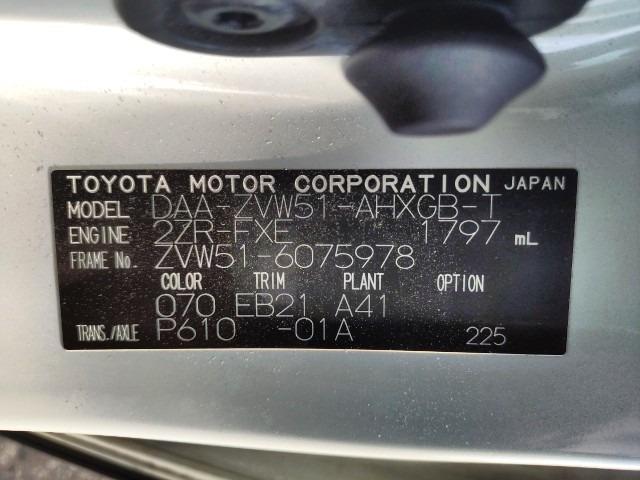 TOYOTA MOTOR CORPORATION JAPAN
MODEL DAA-ZVW51-AHXGB-T
ENGINE 2ZR-FXE 1797 mL
FRAME No. ZVW51-6075978
COLOR TRIM PLANT OPTION
070 EB21 A41
TRANS./AXLE P610 -01A 225